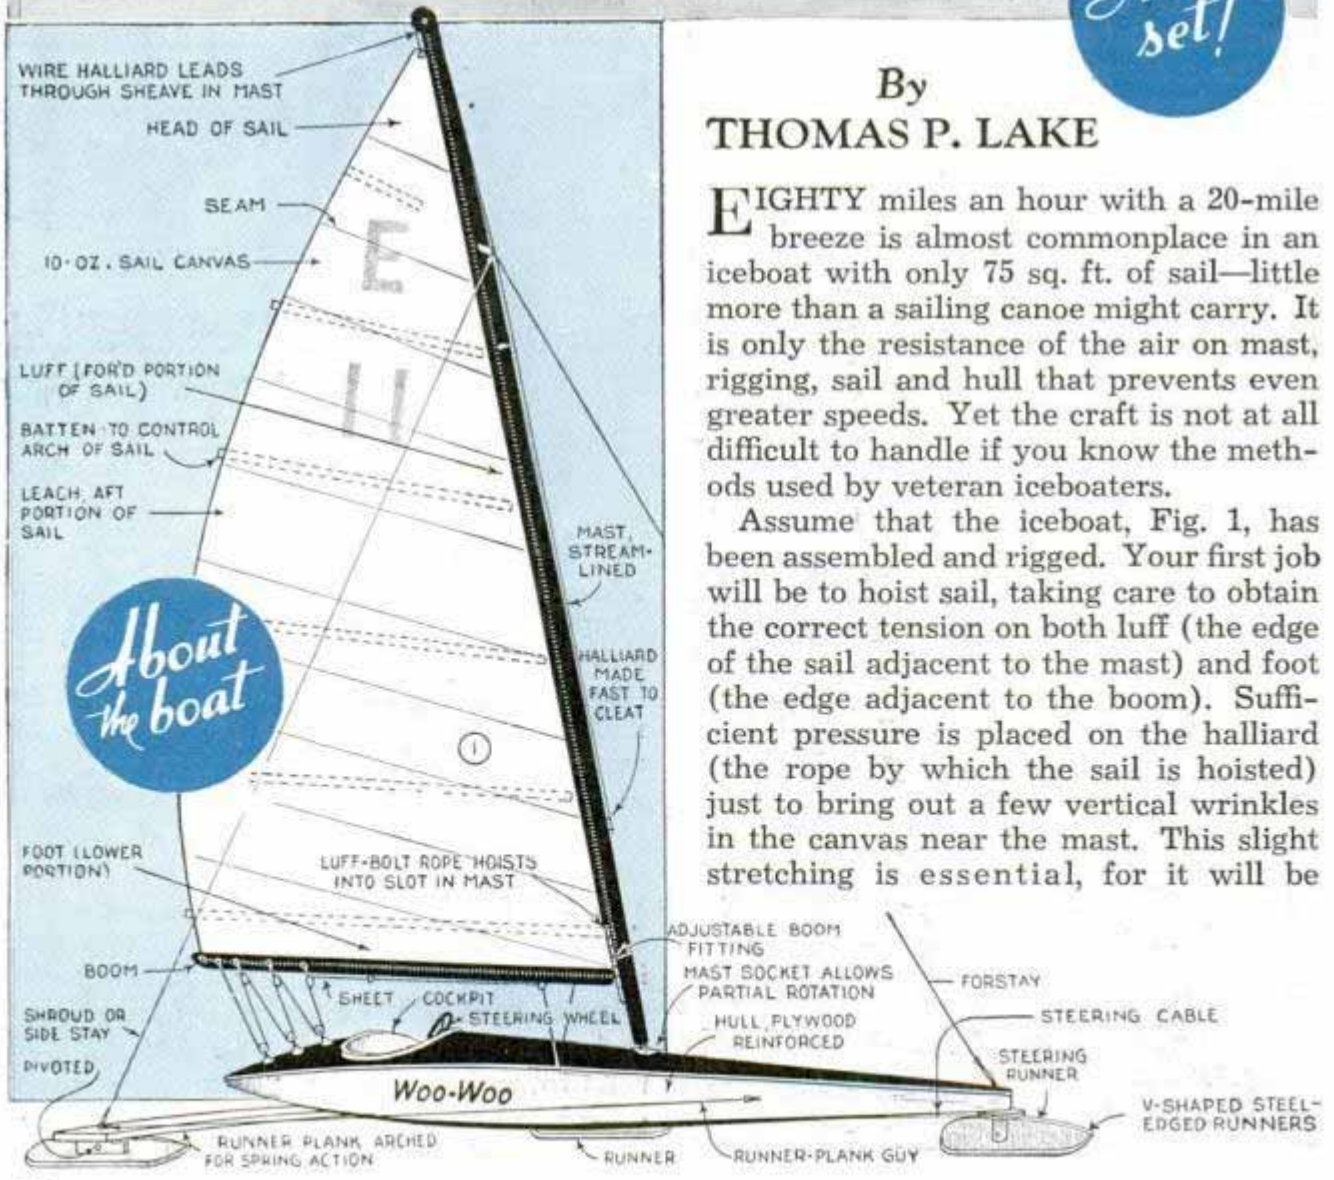 set!
By
THOMAS P. LAKE
EIGHTY miles an hour with a 20-mile
breeze is almost commonplace in an
iceboat with only 75 sq. ft. of sail—little
more than a sailing canoe might carry. It
is only the resistance of the air on mast,
rigging, sail and hull that prevents even
greater speeds. Yet the craft is not at all
difficult to handle if you know the meth-
ods used by veteran iceboaters.
Assume that the iceboat, Fig. 1, has
been assembled and rigged. Your first job
will be to hoist sail, taking care to obtain
the correct tension on both luff (the edge
of the sail adjacent to the mast) and foot
(the edge adjacent to the boom). Suffi-
cient pressure is placed on the halliard
(the rope by which the sail is hoisted)
just to bring out a few vertical wrinkles
in the canvas near the mast. This slight
stretching is essential, for it will be
WIRE HALLIARD LEADS
THROUGH SHEAVE IN MAST
HEAD OF SAIL
SEAM
10-OZ. SAIL CANVAS
E
II
LUFF (FOR'D PORTION
OF SAIL)
BATTEN TO CONTROL
ARCH OF SAIL
LEACH, AFT
PORTION OF
SAIL
MAST,
STREAM-
LINED
About
the boat
HALLIARD
MADE
FAST TO
CLEAT
1
FOOT (LOWER
PORTION)
LUFF-BOLT ROPE HOISTS
INTO SLOT IN MAST
ADJUSTABLE BOOM
FITTING
BOOM
MAST SOCKET ALLOWS
PARTIAL ROTATION
FORSTAY
SHEET
COCKPIT
STEERING WHEEL
SHROUD OR
SIDE STAY
HULL, PLYWOOD
REINFORCED
STEERING CABLE
PIVOTED
STEERING
RUNNER
Woo-Woo
V-SHAPED STEEL-
EDGED RUNNERS
RUNNER PLANK ARCHED
FOR SPRING ACTION
RUNNER
RUNNER-PLANK GUY